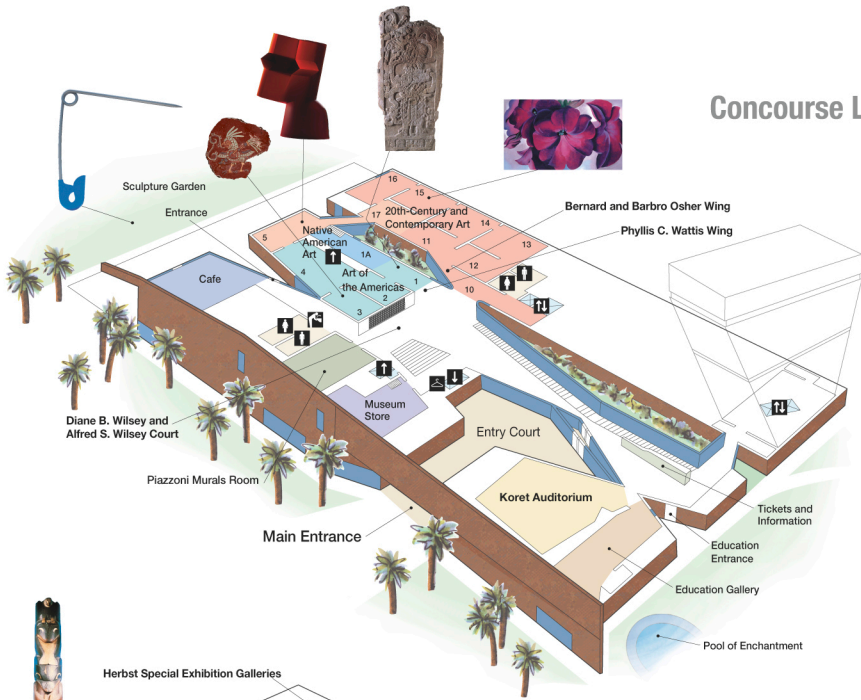 Concourse L
Sculpture Garden
Entrance
16
15
17
20th-Century and
Contemporary Art
14
Bernard and Barbro Osher Wing
5
Native
American
Art
1A
11
13
Phyllis C. Wattis Wing
Cafe
4
Art of
the Americas
1
12
2
10
3
Diane B. Wilsey and
Alfred S. Wilsey Court
Museum
Store
Entry Court
Piazzoni Murals Room
Koret Auditorium
Tickets and
Information
Main Entrance
Education
Entrance
Education Gallery
Pool of Enchantment
Herbst Special Exhibition Galleries